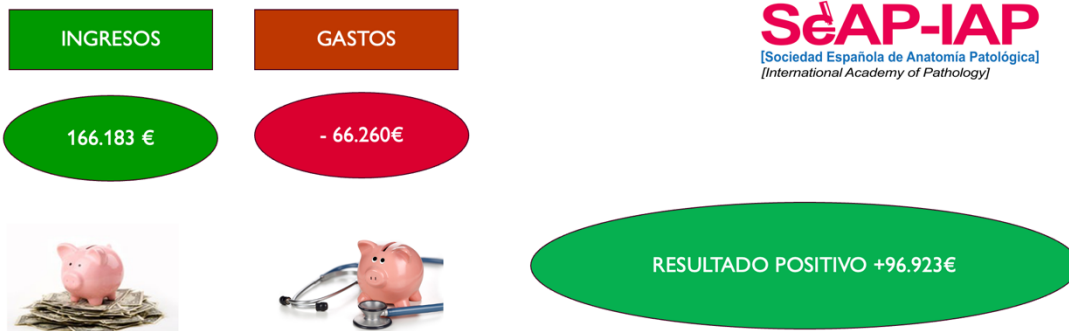 INGRESOS
GASTOS
SEAP-IAP
[Sociedad Española de Anatomía Patológica]
[International Academy of Pathology]
166.183 €
- 66.260€
RESULTADO POSITIVO +96.923€